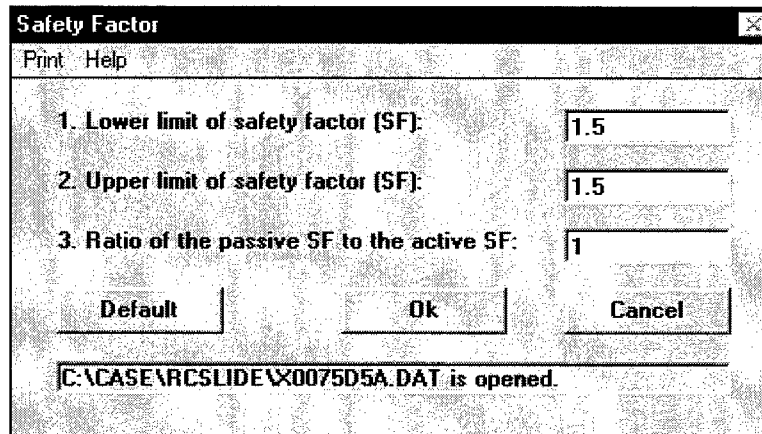 Safety Factor
Print Help
1. Lower limit of safety factor (SF): 1.5
2. Upper limit of safety factor (SF): 1.5
3. Ratio of the passive SF to the active SF: 1
Default Ok Cancel
C:\CASE\RCSLIDE\X0075D5A.DAT is opened.